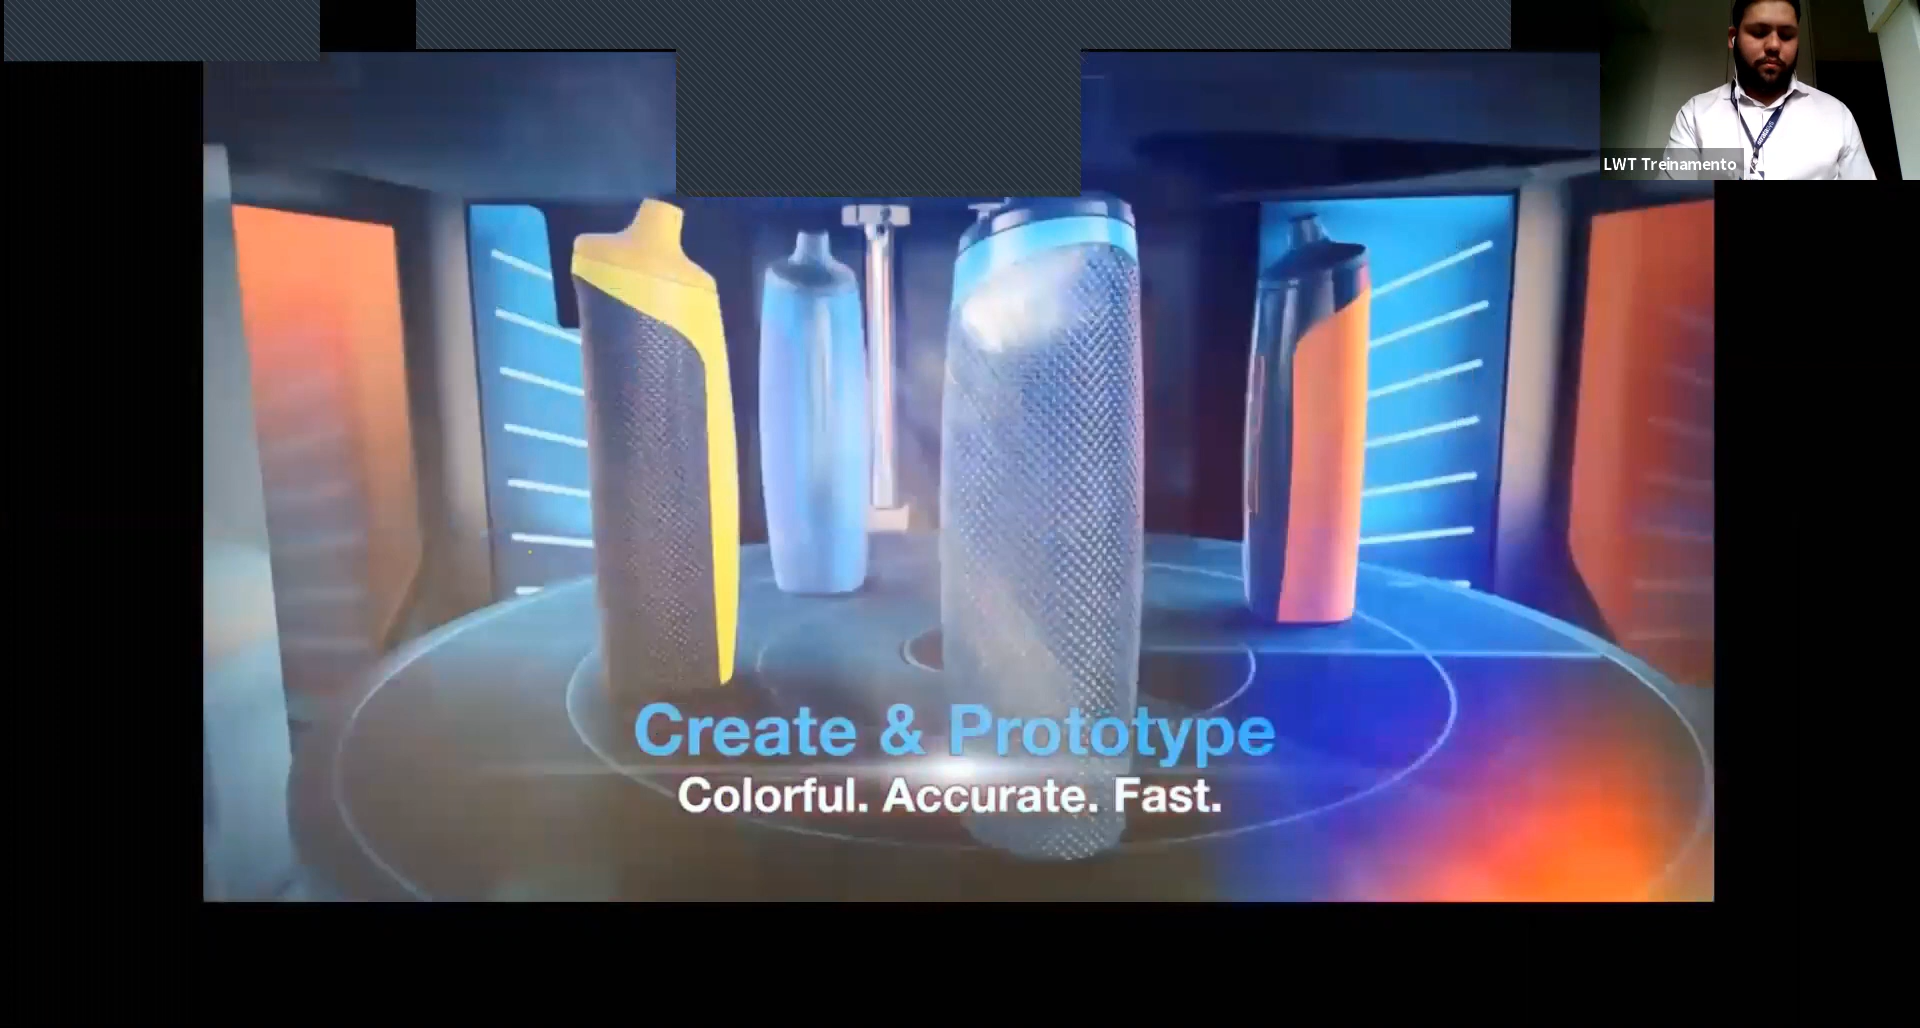 LWT Treinamento
Create & Prototype
Colorful. Accurate. Fast.